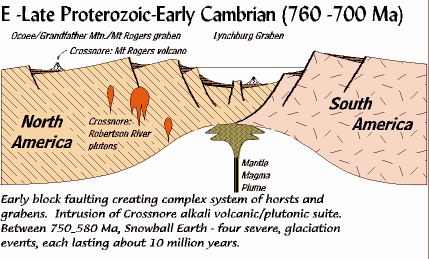 E -Late Proterozoic-Early Cambrian (760 -700 Ma)
Ocoee/Grandfather Mtn./Mt Rogers graben
Lynchburg Graben
Crossnore: Mt Rogers volcano
North
America
Crossnore:
Robertson River
plutons
South
America
Mantle
Magma
Plume
Early block faulting creating complex system of horsts and
grabens. Intrusion of Crossnore alkali volcanic/plutonic suite.
Between 750_580 Ma, Snowball Earth - four severe, glaciation
events, each lasting about 10 million years.